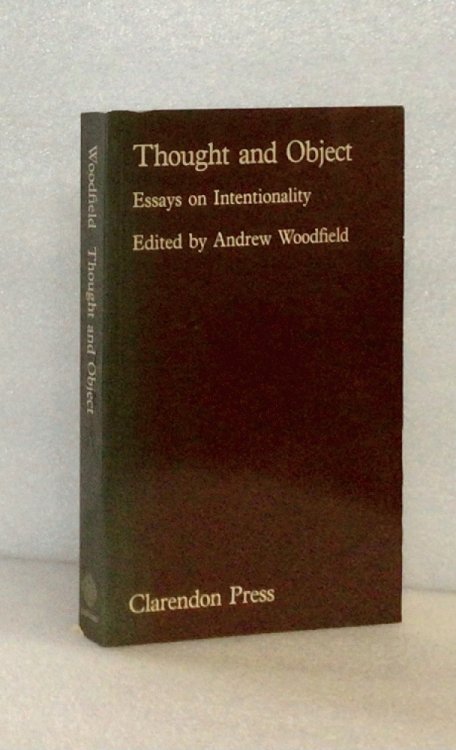 Thought and Object
Essays on Intentionality
Edited by Andrew Woodfield
Clarendon Press
Woodfield Thought and Object